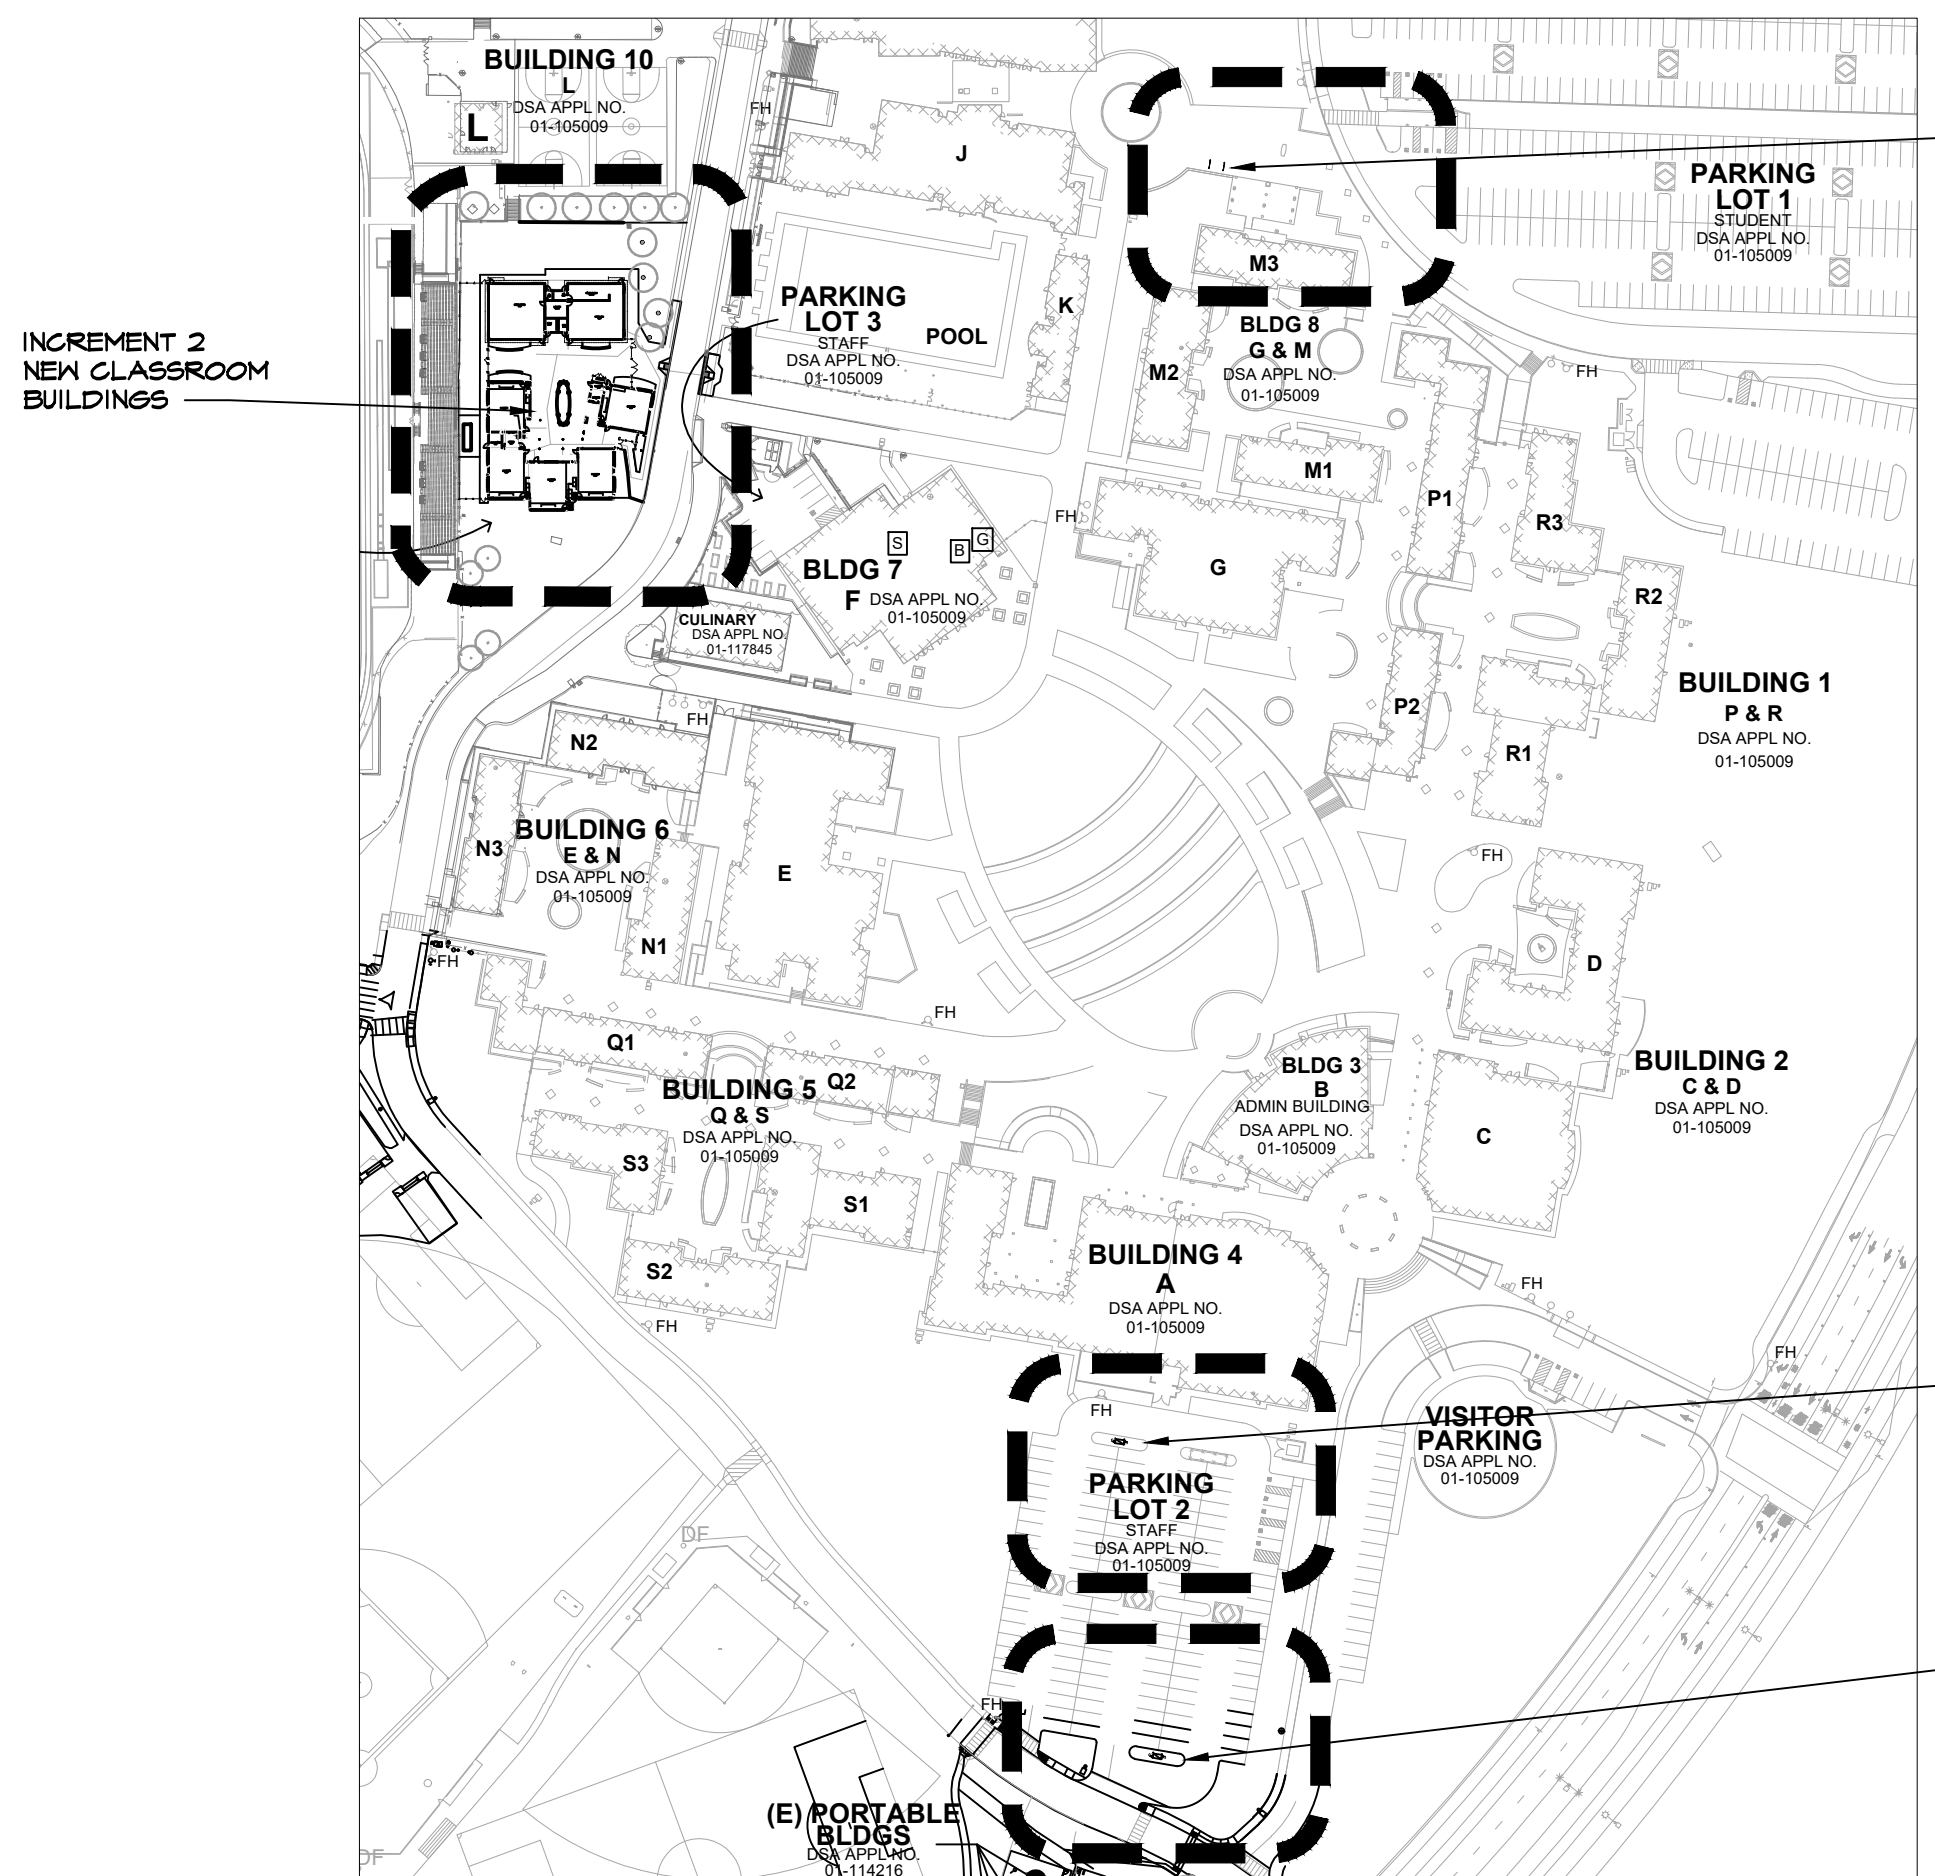 BUILDING 10
L
DSA APPL NO.
01-105009
L
FH
J
PARKING
LOT 1
STUDENT
DSA APPL NO.
01-105009
M3
K
PARKING
LOT 3
STAFF
DSA APPL NO.
01-105009
POOL
BLDG 8
G & M
DSA APPL NO.
01-105009
M2
INCREMENT 2
NEW CLASSROOM
BUILDINGS
FH
M1
P1
R3
FH
S
B
G
BLDG 7
F
DSA APPL NO.
01-105009
G
R2
CULINARY
DSA APPL NO.
01-117845
BUILDING 1
P & R
DSA APPL NO.
01-105009
P2
R1
FH
N2
BUILDING 6
E & N
DSA APPL NO.
01-105009
N3
E
FH
N1
FH
D
FH
Q1
Q2
BUILDING 5
Q & S
DSA APPL NO.
01-105009
BLDG 3
B
ADMIN BUILDING
DSA APPL NO.
01-105009
BUILDING 2
C & D
DSA APPL NO.
01-105009
C
S3
S1
S2
BUILDING 4
A
DSA APPL NO.
01-105009
FH
FH
FH
FH
VISITOR
PARKING
DSA APPL NO.
01-105009
PARKING
LOT 2
STAFF
DSA APPL NO.
01-105009
DF
FH
(E) PORTABLE
BLDGS
DSA APPL NO.
01-114216
DF